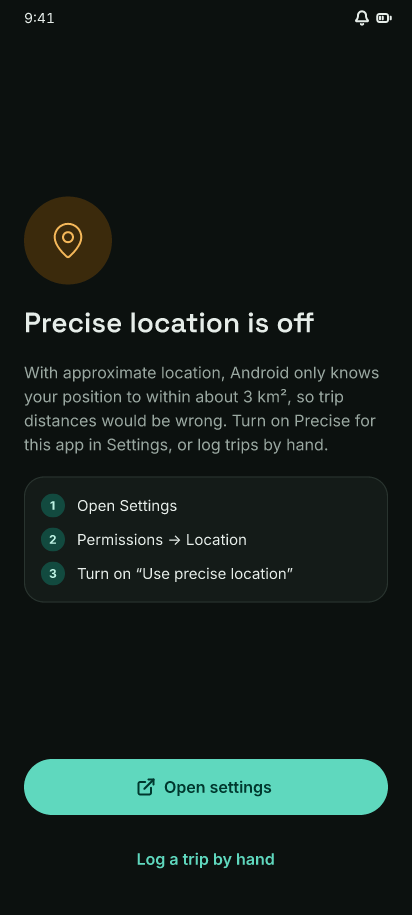 9:41
Precise location is off
With approximate location, Android only knows
your position to within about 3 km², so trip
distances would be wrong. Turn on Precise for
this app in Settings, or log trips by hand.
1 Open Settings
2 Permissions → Location
3 Turn on “Use precise location”
Open settings
Log a trip by hand